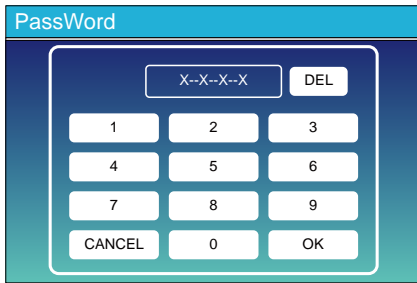 PassWord
X--X--X--X DEL
1 2 3
4 5 6
7 8 9
CANCEL 0 OK